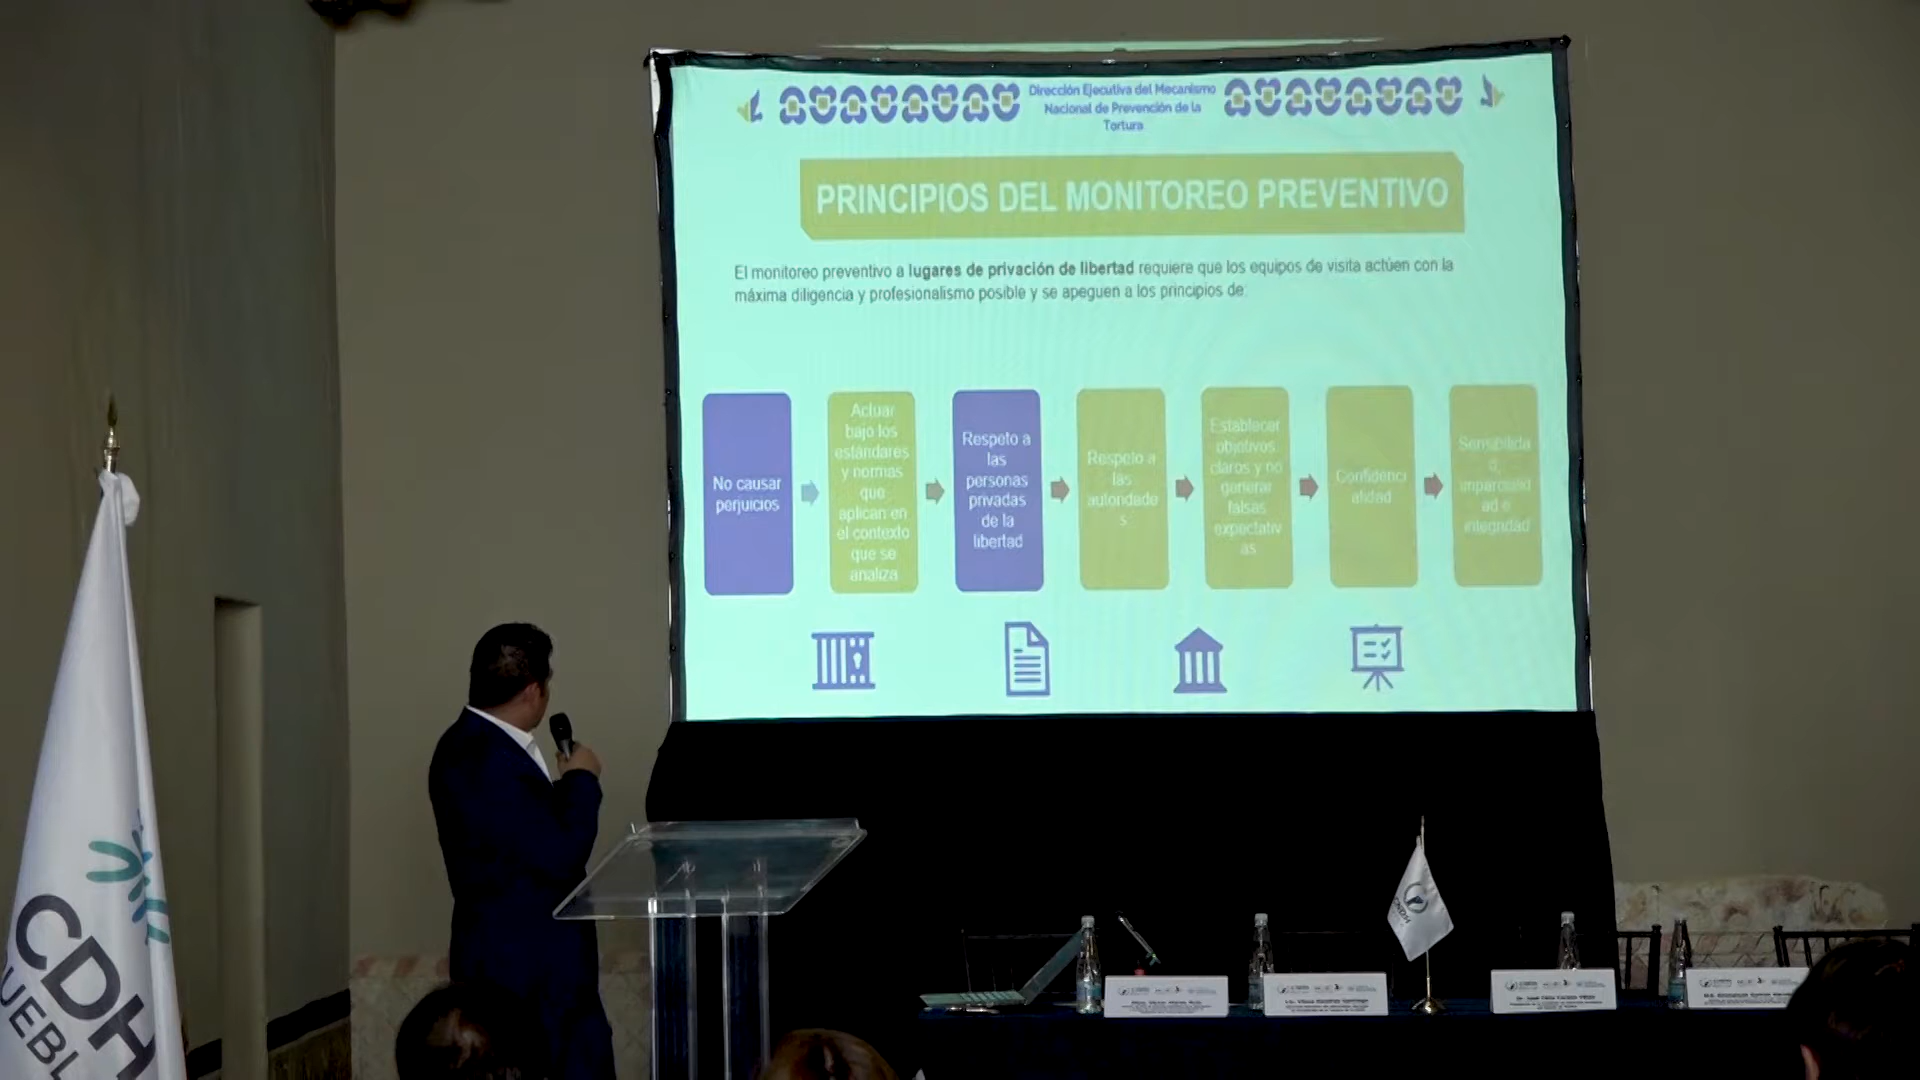 Dirección Ejecutiva del Mecanismo
Nacional de Prevención de la
Tortura
PRINCIPIOS DEL MONITOREO PREVENTIVO
El monitoreo preventivo a lugares de privación de libertad requiere que los equipos de visita actúen con la
máxima diligencia y profesionalismo posible y se apeguen a los principios de:
No causar
perjuicios
Actuar
bajo los
estándares
y normas
que
aplican en
el contexto
que se
analiza
Respeto a
las
personas
privadas
de la
libertad
Respeto a
las
autoridade
s
Establecer
objetivos
claros y no
generar
falsas
expectativ
as
Confidenci
alidad
Sensibilida
d,
imparcialid
ad e
integridad
CDH
UEBL
CNDH